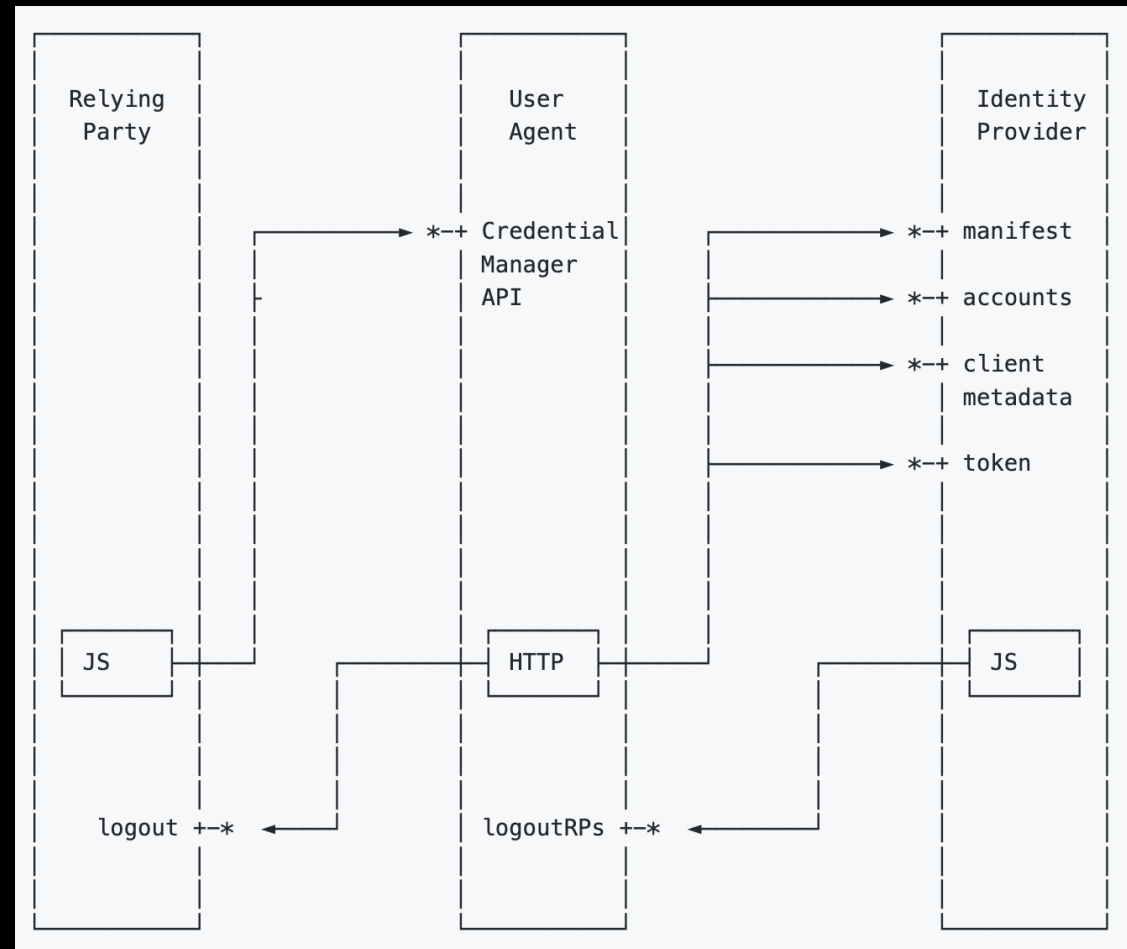 Relying
Party
User
Agent
Identity
Provider
*-+ Credential
Manager
API
*-+ manifest
*-+ accounts
*-+ client
metadata
*-+ token
JS
HTTP
JS
logout +-*
logoutRPs +-*